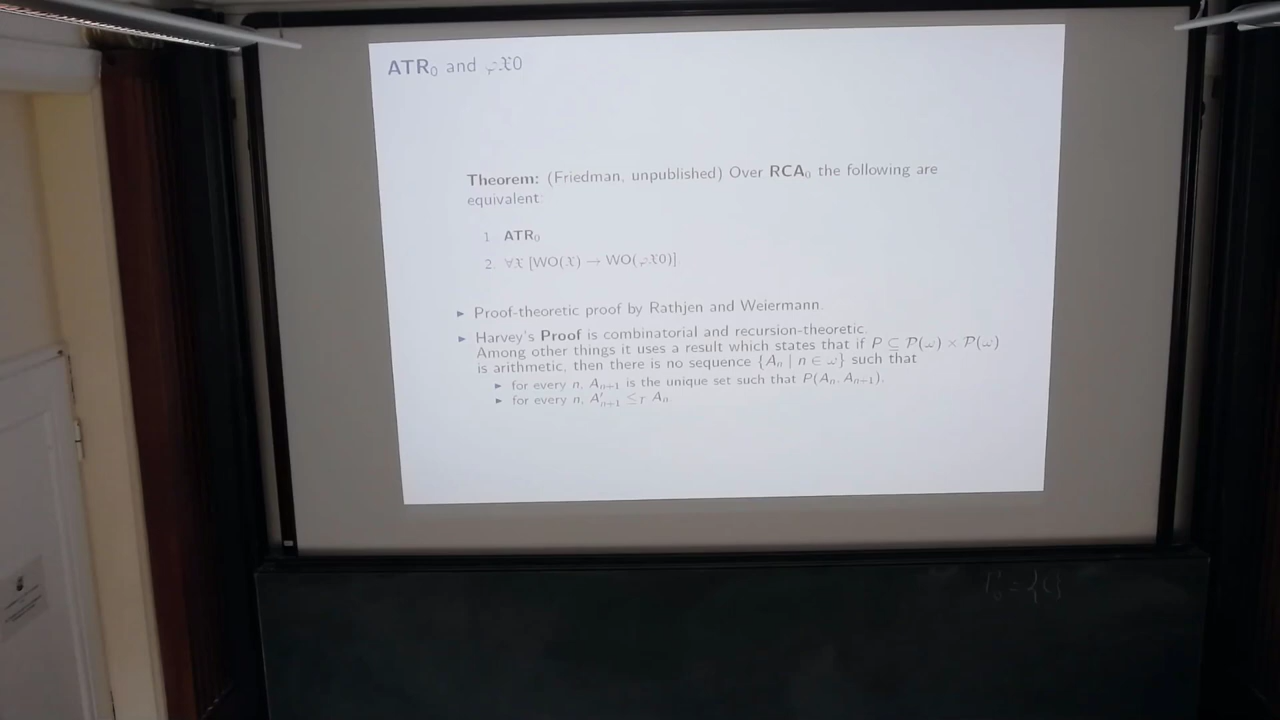 ATR₀ and φ𝔛0
Theorem: (Friedman, unpublished) Over RCA₀ the following are
equivalent:
1. ATR₀
2. ∀𝔛 [WO(𝔛) → WO(φ𝔛0)]
► Proof-theoretic proof by Rathjen and Weiermann.
► Harvey's Proof is combinatorial and recursion-theoretic.
Among other things it uses a result which states that if P ⊆ 𝒫(ω) × 𝒫(ω)
is arithmetic, then there is no sequence {Aₙ | n ∈ ω} such that
► for every n, Aₙ₊₁ is the unique set such that P(Aₙ, Aₙ₊₁),
► for every n, A′ₙ₊₁ ≤_T Aₙ.